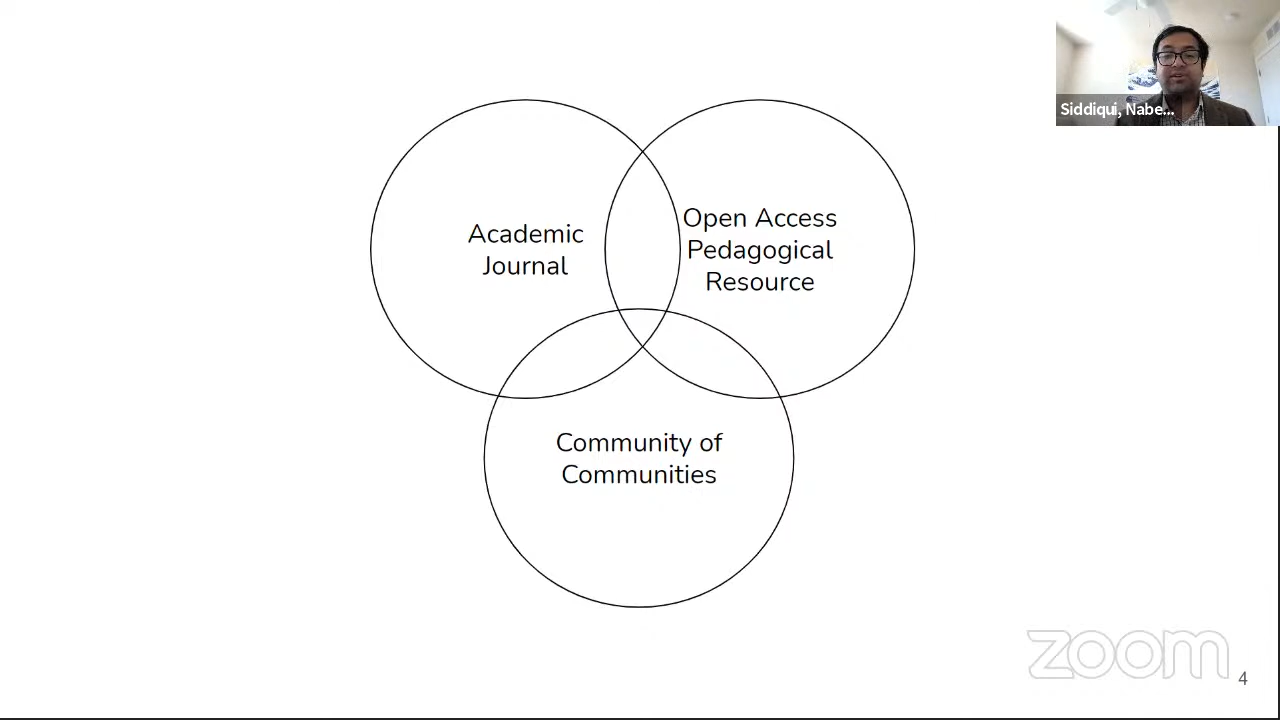 Siddiqui, Nabe...
Academic
Journal
Open Access
Pedagogical
Resource
Community of
Communities
zoom
4